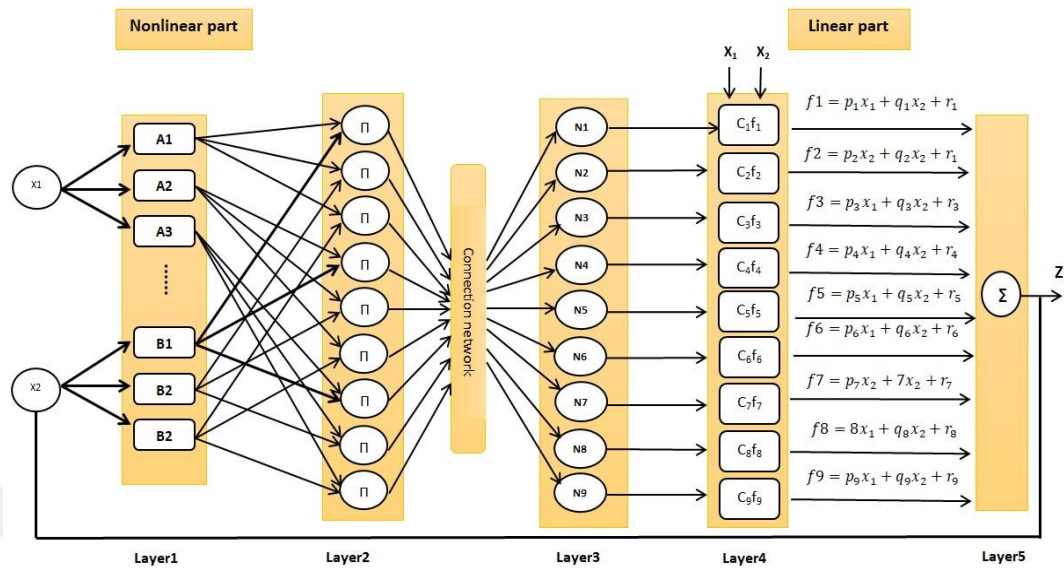 Nonlinear part
Linear part
X₁ X₂
X1
X2
A1
A2
A3
......
B1
B2
B2
Π
Π
Π
Π
Π
Π
Π
Π
Π
Connection network
N1
N2
N3
N4
N5
N6
N7
N8
N9
C₁f₁
C₂f₂
C₃f₃
C₄f₄
C₅f₅
C₆f₆
C₇f₇
C₈f₈
C₉f₉
f1 = p₁x₁ + q₁x₂ + r₁
f2 = p₂x₂ + q₂x₂ + r₁
f3 = p₃x₁ + q₃x₂ + r₃
f4 = p₄x₁ + q₄x₂ + r₄
f5 = p₅x₁ + q₅x₂ + r₅
f6 = p₆x₁ + q₆x₂ + r₆
f7 = p₇x₂ + 7x₂ + r₇
f8 = 8x₁ + q₈x₂ + r₈
f9 = p₉x₁ + q₉x₂ + r₉
Σ
Z
Layer1 Layer2 Layer3 Layer4 Layer5